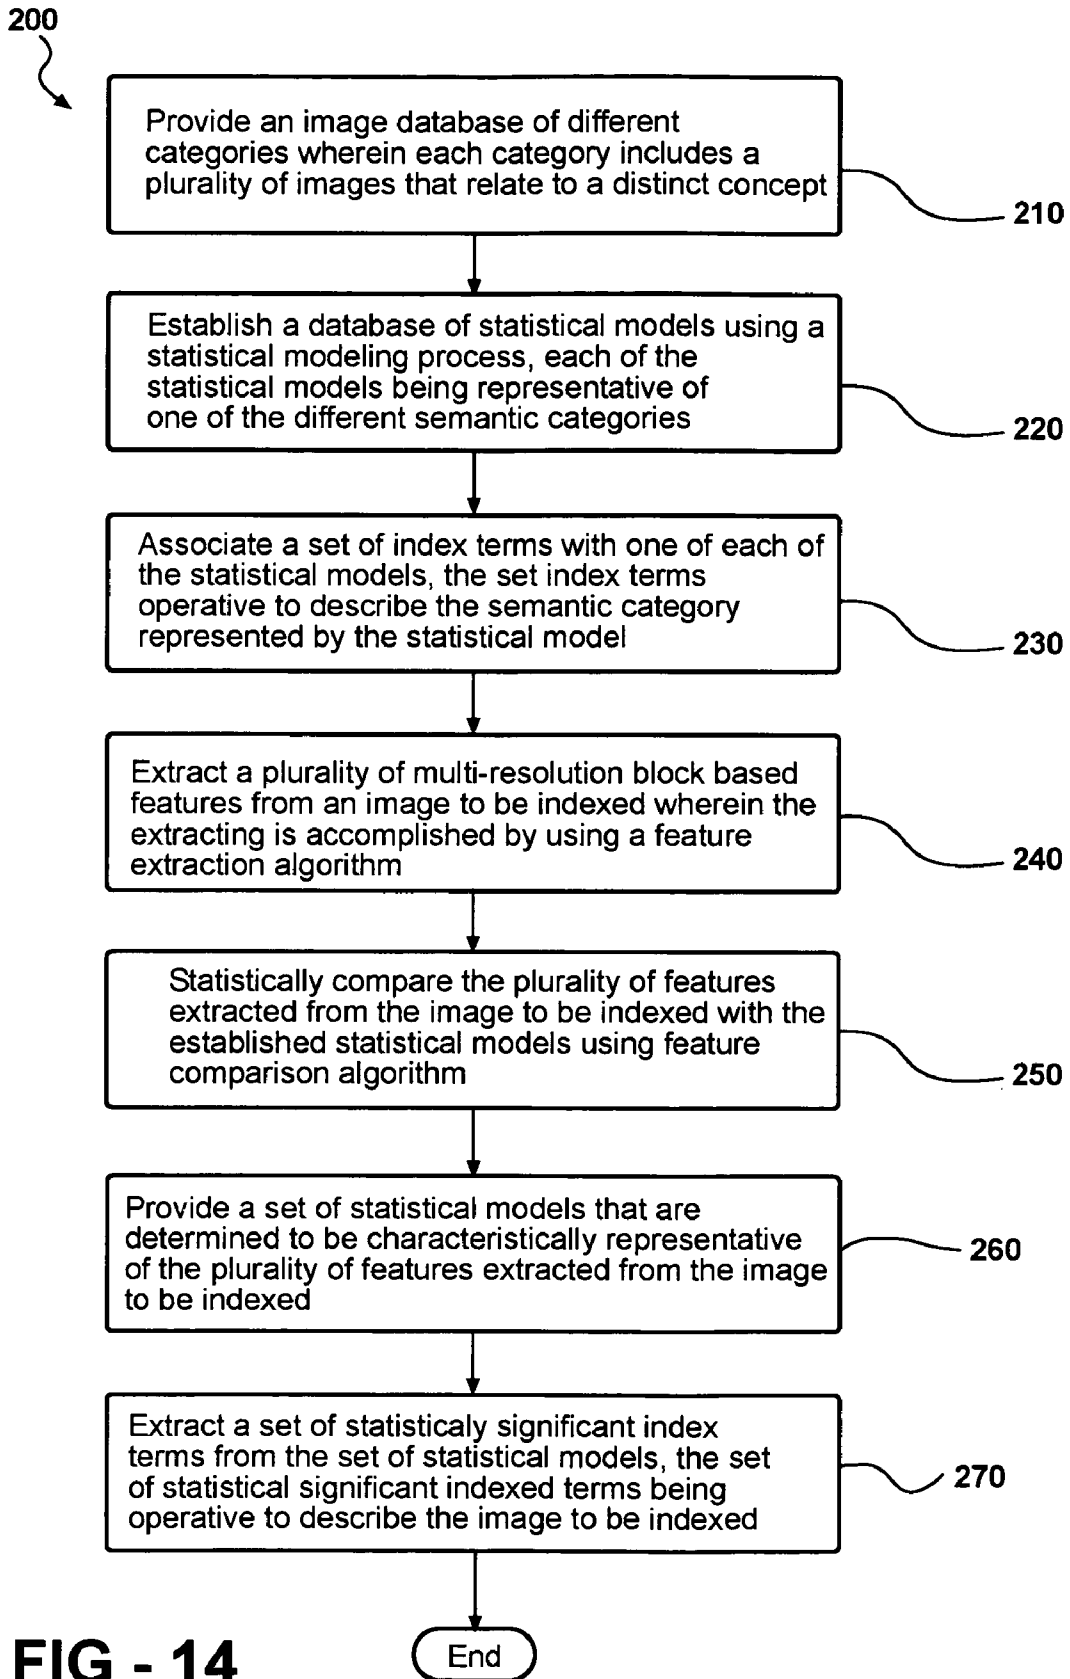 200
Provide an image database of different
categories wherein each category includes a
plurality of images that relate to a distinct concept
210
Establish a database of statistical models using a
statistical modeling process, each of the
statistical models being representative of
one of the different semantic categories
220
Associate a set of index terms with one of each of
the statistical models, the set index terms
operative to describe the semantic category
represented by the statistical model
230
Extract a plurality of multi-resolution block based
features from an image to be indexed wherein the
extracting is accomplished by using a feature
extraction algorithm
240
Statistically compare the plurality of features
extracted from the image to be indexed with the
established statistical models using feature
comparison algorithm
250
Provide a set of statistical models that are
determined to be characteristically representative
of the plurality of features extracted from the image
to be indexed
260
Extract a set of statisticaly significant index
terms from the set of statistical models, the set
of statistical significant indexed terms being
operative to describe the image to be indexed
270
End
FIG - 14